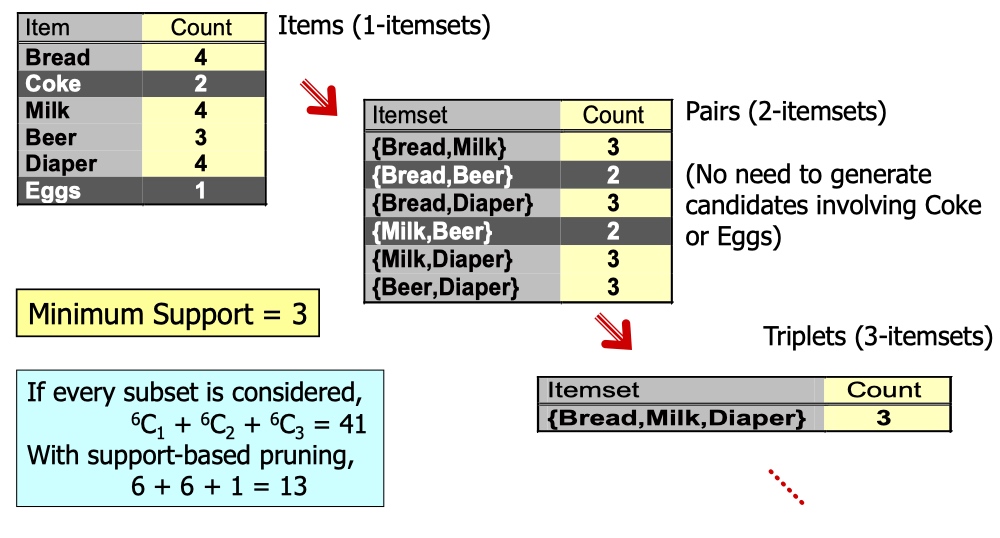 Item Count
Bread 4
Coke 2
Milk 4
Beer 3
Diaper 4
Eggs 1
Items (1-itemsets)
Itemset Count
{Bread,Milk} 3
{Bread,Beer} 2
{Bread,Diaper} 3
{Milk,Beer} 2
{Milk,Diaper} 3
{Beer,Diaper} 3
Pairs (2-itemsets)
(No need to generate
candidates involving Coke
or Eggs)
Minimum Support = 3
Triplets (3-itemsets)
Itemset Count
{Bread,Milk,Diaper} 3
If every subset is considered,
⁶C₁ + ⁶C₂ + ⁶C₃ = 41
With support-based pruning,
6 + 6 + 1 = 13